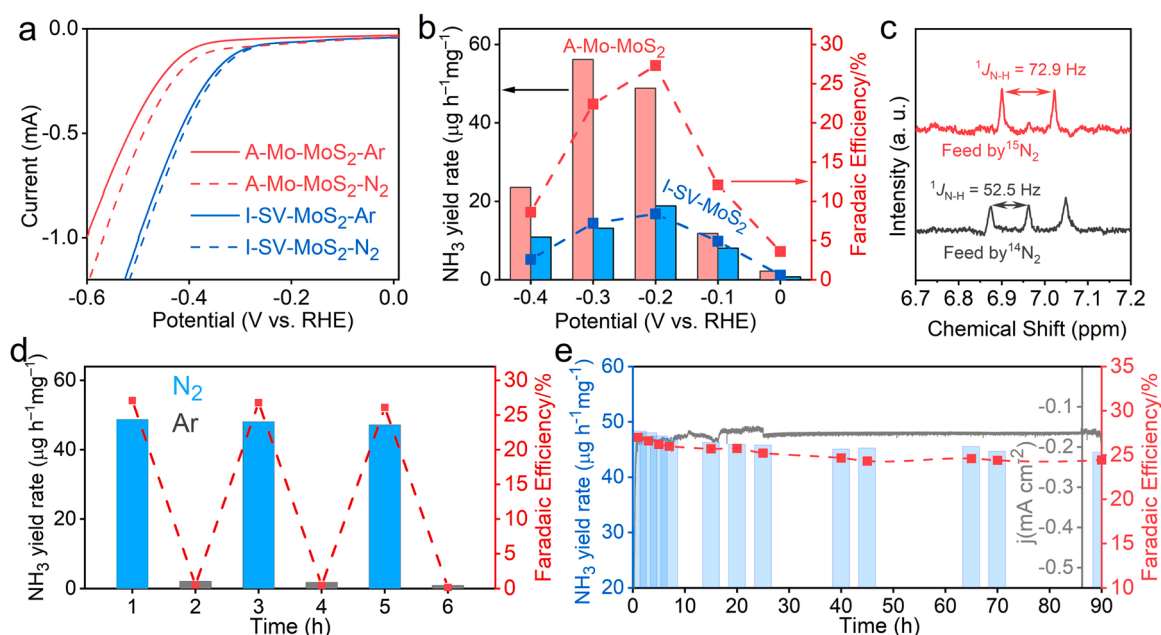 a
0.0
-0.5
-1.0
Current (mA)
A-Mo-MoS2-Ar
A-Mo-MoS2-N2
I-SV-MoS2-Ar
I-SV-MoS2-N2
-0.6 -0.4 -0.2 0.0
Potential (V vs. RHE)
b
60
40
20
0
NH3 yield rate (μg h–1mg–1)
A-Mo-MoS2
I-SV-MoS2
30
25
20
15
10
5
0
Faradaic Efficiency/%
-0.4 -0.3 -0.2 -0.1 0
Potential (V vs. RHE)
c
Intensity (a. u.)
1JN-H = 72.9 Hz
Feed by15N2
1JN-H = 52.5 Hz
Feed by14N2
6.7 6.8 6.9 7.0 7.1 7.2
Chemical Shift (ppm)
d
60
40
20
0
NH3 yield rate (μg h–1mg–1)
N2
Ar
30
25
20
15
10
5
0
Faradaic Efficiency/%
1 2 3 4 5 6
Time (h)
e
60
55
50
45
40
35
30
25
20
NH3 yield rate (μg h–1mg–1)
-0.1
-0.2
-0.3
-0.4
-0.5
j(mA cm-2)
35
30
25
20
15
10
Faradaic Efficiency/%
0 10 20 30 40 50 60 70 80 90
Time (h)